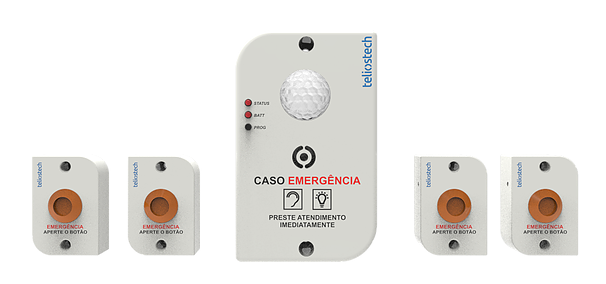 teliostech
STATUS
BATT
PROG
CASO EMERGÊNCIA
PRESTE ATENDIMENTO
IMEDIATAMENTE
teliostech
EMERGÊNCIA
APERTE O BOTÃO
teliostech
EMERGÊNCIA
APERTE O BOTÃO
teliostech
EMERGÊNCIA
APERTE O BOTÃO
teliostech
EMERGÊNCIA
APERTE O BOTÃO